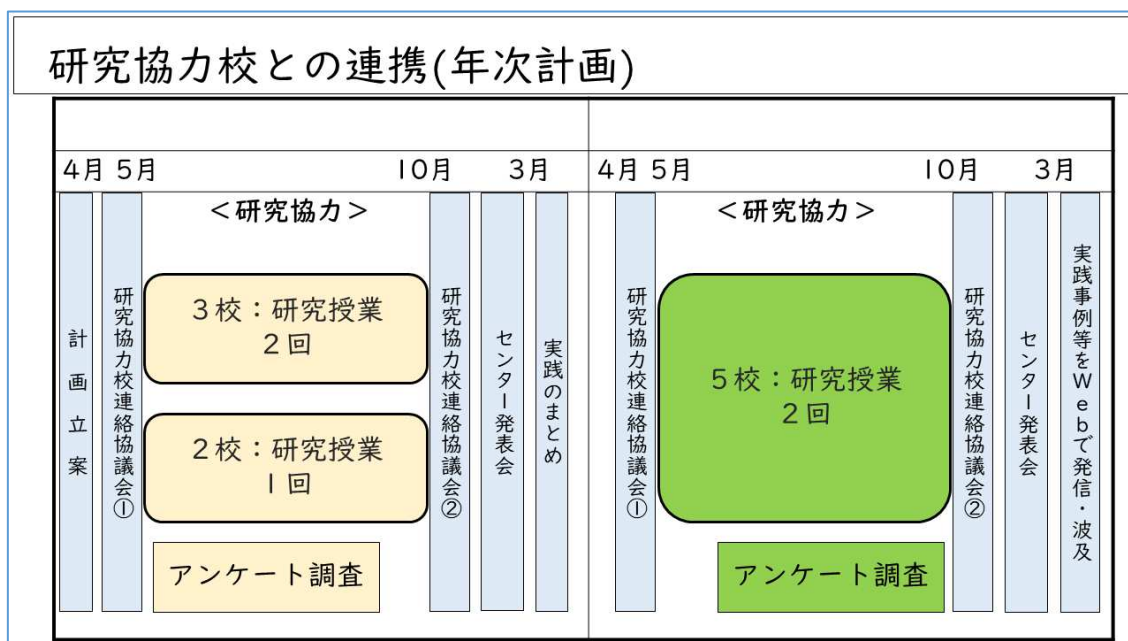 研究協力校との連携(年次計画)
4月 5月 10月 3月
計画立案
研究協力校連絡協議会①
＜研究協力＞
3校：研究授業
2回
2校：研究授業
1回
アンケート調査
研究協力校連絡協議会②
センター発表会
実践のまとめ
4月 5月 10月 3月
研究協力校連絡協議会①
＜研究協力＞
5校：研究授業
2回
アンケート調査
研究協力校連絡協議会②
センター発表会
実践事例等をWebで発信・波及